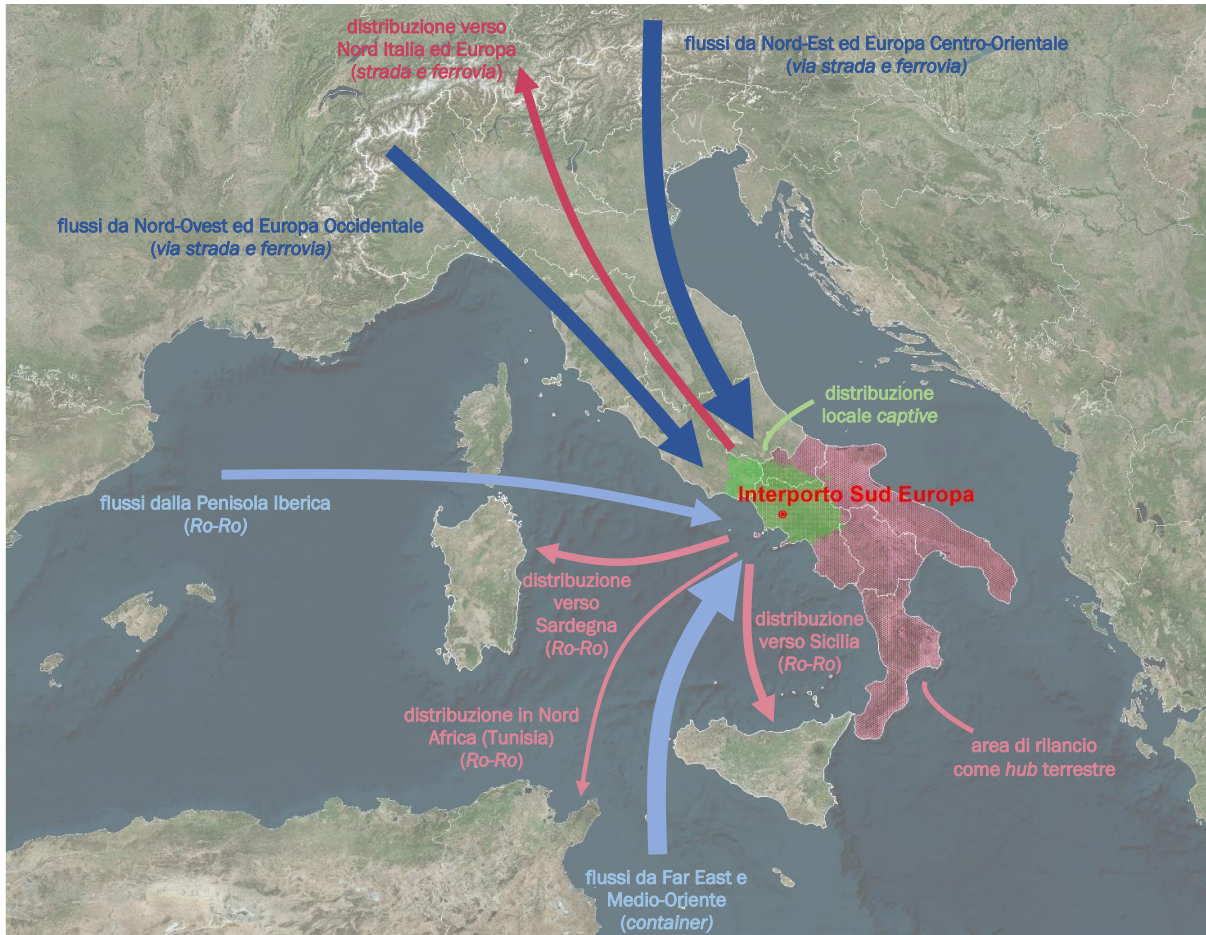 distribuzione verso
Nord Italia ed Europa
(strada e ferrovia)
flussi da Nord-Est ed Europa Centro-Orientale
(via strada e ferrovia)
flussi da Nord-Ovest ed Europa Occidentale
(via strada e ferrovia)
distribuzione
locale captive
Interporto Sud Europa
flussi dalla Penisola Iberica
(Ro-Ro)
distribuzione
verso
Sardegna
(Ro-Ro)
distribuzione
verso Sicilia
(Ro-Ro)
distribuzione in Nord
Africa (Tunisia)
(Ro-Ro)
area di rilancio
come hub terrestre
flussi da Far East e
Medio-Oriente
(container)